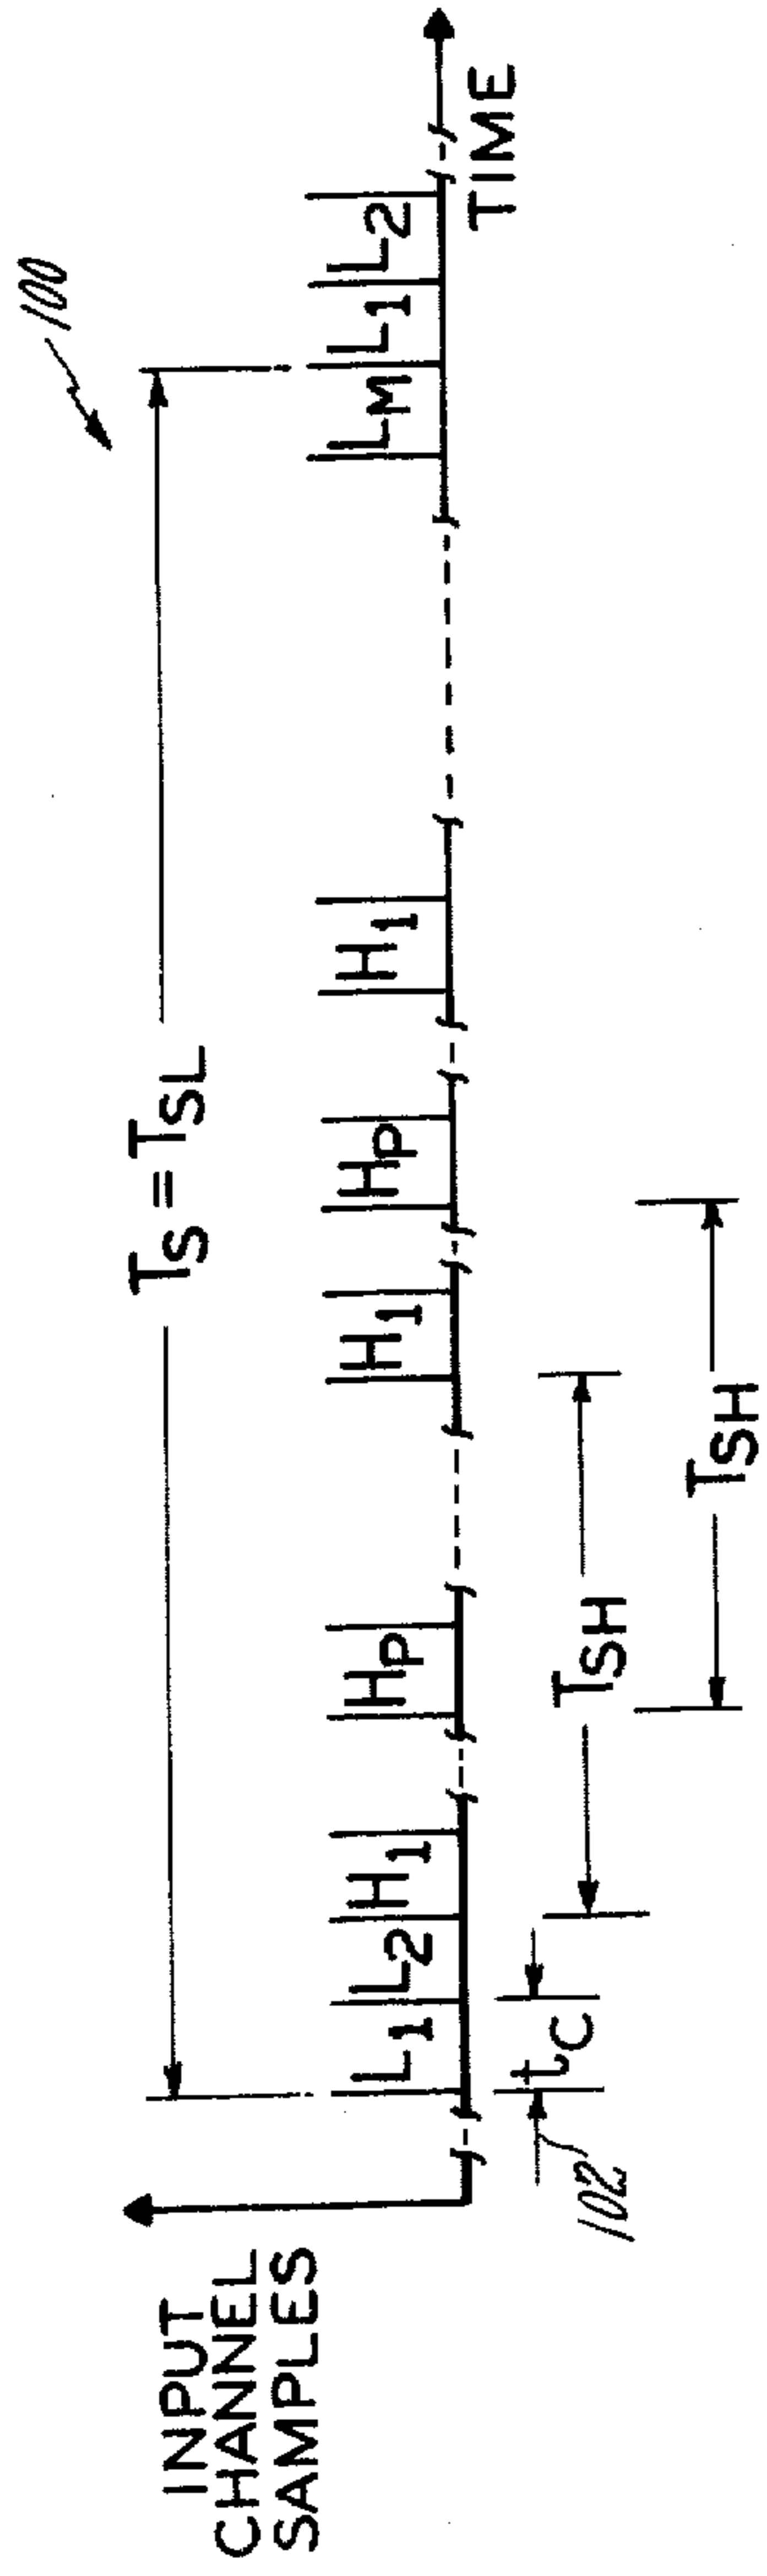 100
T_S = T_SL
INPUT
CHANNEL
SAMPLES
L_1 L_2 H_1 H_P H_1 H_P H_1 L_M L_1 L_2
TIME
t_C
102
T_SH
T_SH